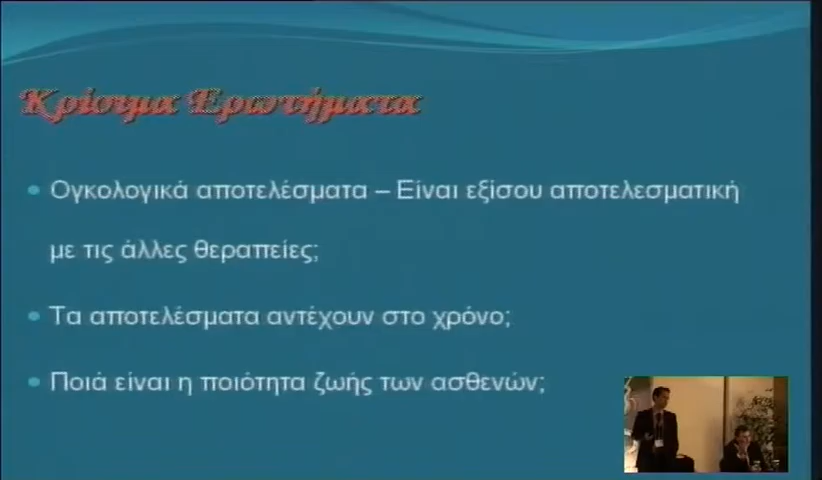 Κρίσιμα Ερωτήματα
Ογκολογικά αποτελέσματα – Είναι εξίσου αποτελεσματική
με τις άλλες θεραπείες;
Τα αποτελέσματα αντέχουν στο χρόνο;
Ποιά είναι η ποιότητα ζωής των ασθενών;